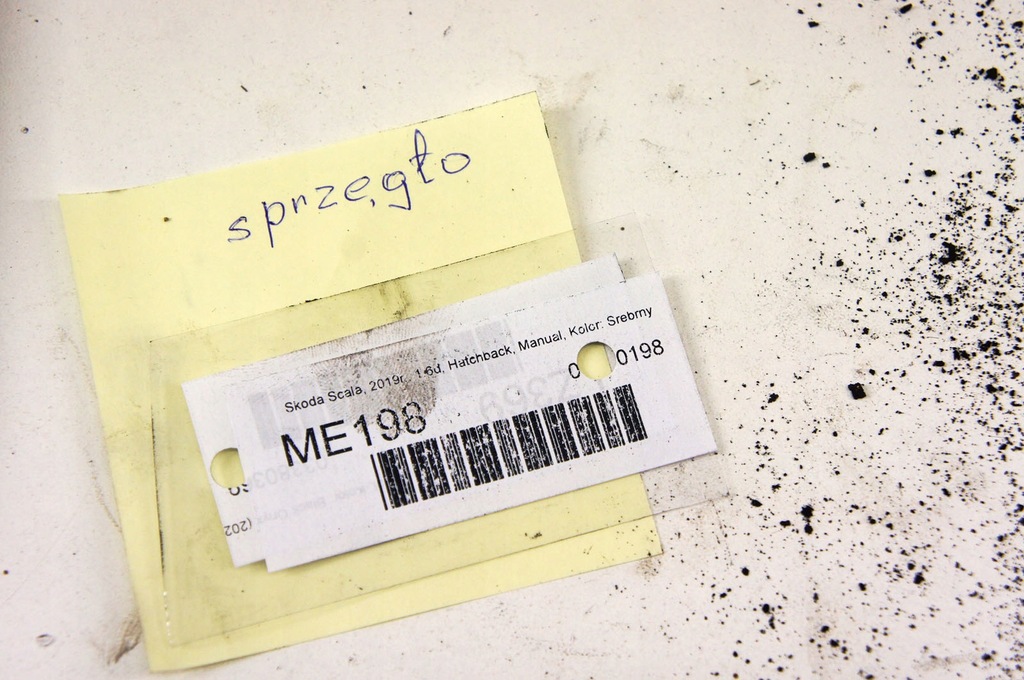 sprzęgło
Skoda Scala, 2019r. 1.6d, Hatchback, Manual, Kolor: Srebrny
ME198
0198